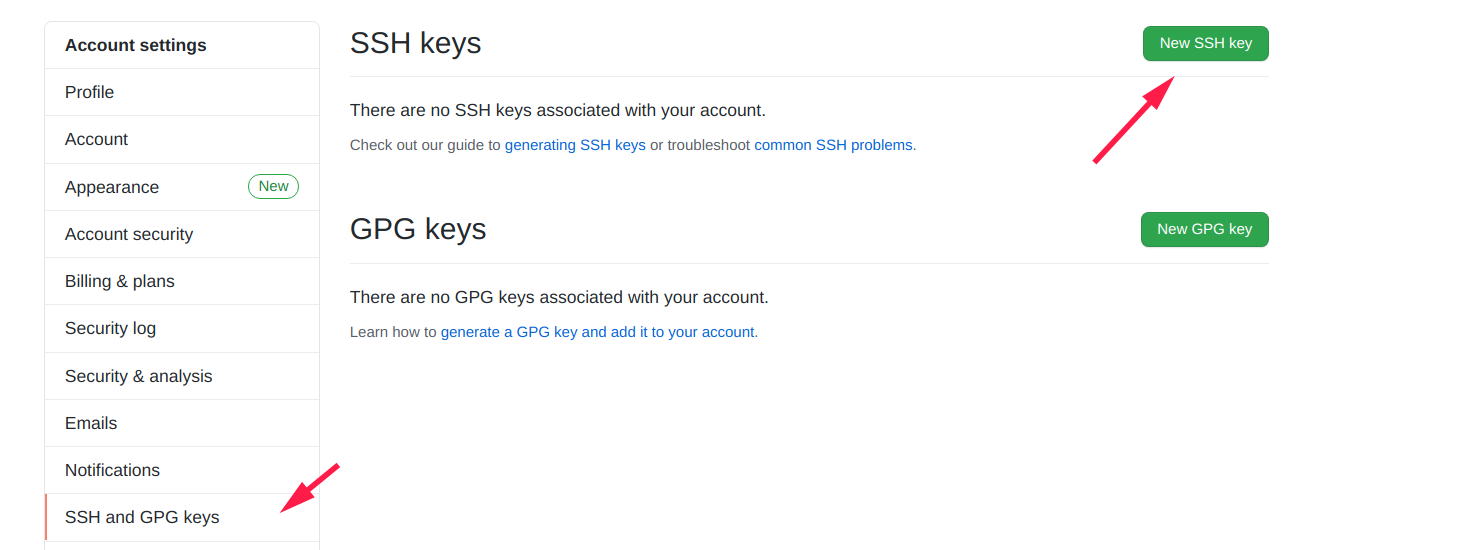 Account settings
Profile
Account
Appearance New
Account security
Billing & plans
Security log
Security & analysis
Emails
Notifications
SSH and GPG keys
SSH keys
New SSH key
There are no SSH keys associated with your account.
Check out our guide to generating SSH keys or troubleshoot common SSH problems.
GPG keys
New GPG key
There are no GPG keys associated with your account.
Learn how to generate a GPG key and add it to your account.